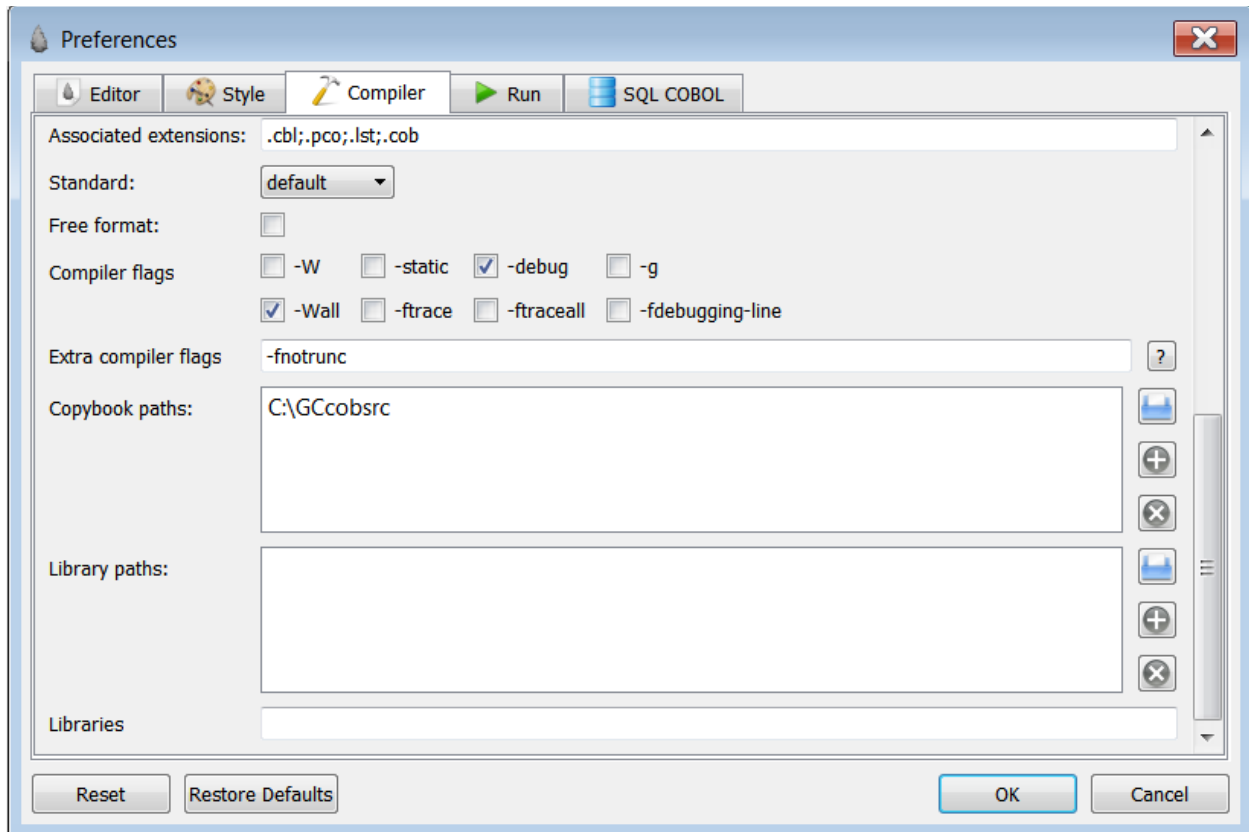 Preferences
Editor Style Compiler Run SQL COBOL
Associated extensions: .cbl;.pco;.lst;.cob
Standard: default
Free format:
Compiler flags -W -static -debug -g
-Wall -ftrace -ftraceall -fdebugging-line
Extra compiler flags -fnotrunc ?
Copybook paths: C:\GCcobsrc
Library paths:
Libraries
Reset Restore Defaults OK Cancel